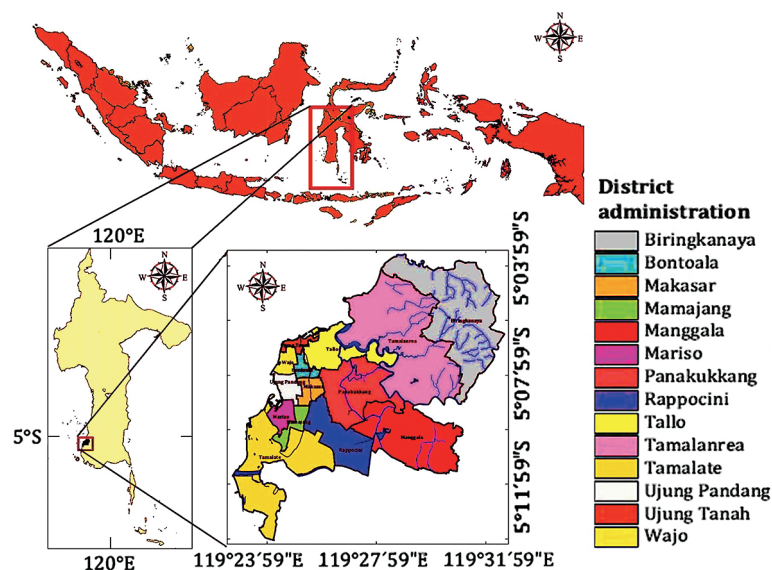 N
W E
S
District
administration
Biringkanaya
Bontoala
Makasar
Mamajang
Manggala
Mariso
Panakukkang
Rappocini
Tallo
Tamalanrea
Tamalate
Ujung Pandang
Ujung Tanah
Wajo
120°E
N
W E
S
5°S
120°E
N
W E
S
Biringkanaya
Tamalanrea
Tallo
Wajo
Ujung Pandang
Makasar
Panakukkang
Mariso
Mamajang
Rappocini
Manggala
Tamalate
5°03'59"S
5°07'59"S
5°11'59"S
119°23'59"E 119°27'59"E 119°31'59"E